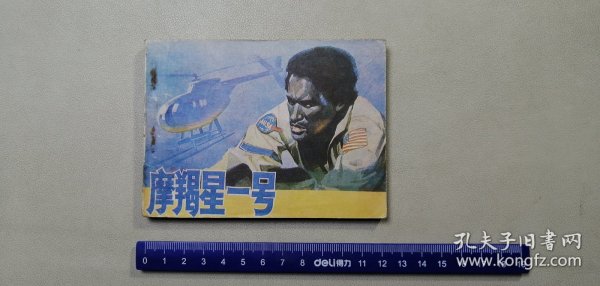 摩羯星一号
0 1 2 3 4 5 6 7 8 deli得力 11 12 13 14 15
孔夫子旧書网
www.kongfz.com